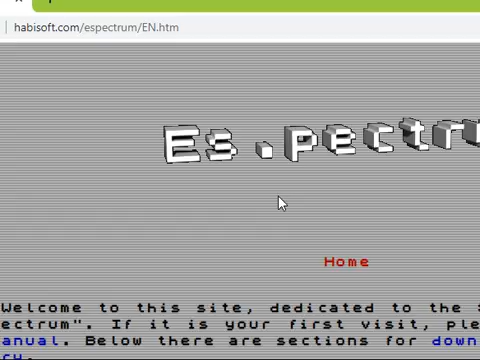 habisoft.com/espectrum/EN.htm
Es.pectr
Home
Welcome to this site, dedicated to the
ectrum". If it is your first visit, ple
anual. Below there are sections for down